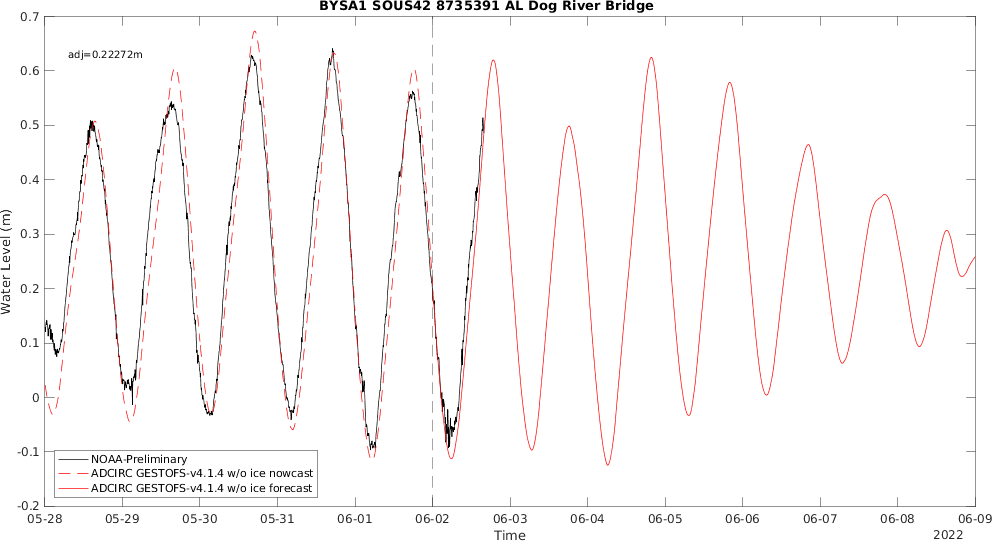 BYSA1 SOUS42 8735391 AL Dog River Bridge
adj=0.22272m
Water Level (m)
0.7
0.6
0.5
0.4
0.3
0.2
0.1
0
-0.1
-0.2
NOAA-Preliminary
ADCIRC GESTOFS-v4.1.4 w/o ice nowcast
ADCIRC GESTOFS-v4.1.4 w/o ice forecast
05-28 05-29 05-30 05-31 06-01 06-02 06-03 06-04 06-05 06-06 06-07 06-08 06-09
Time
2022